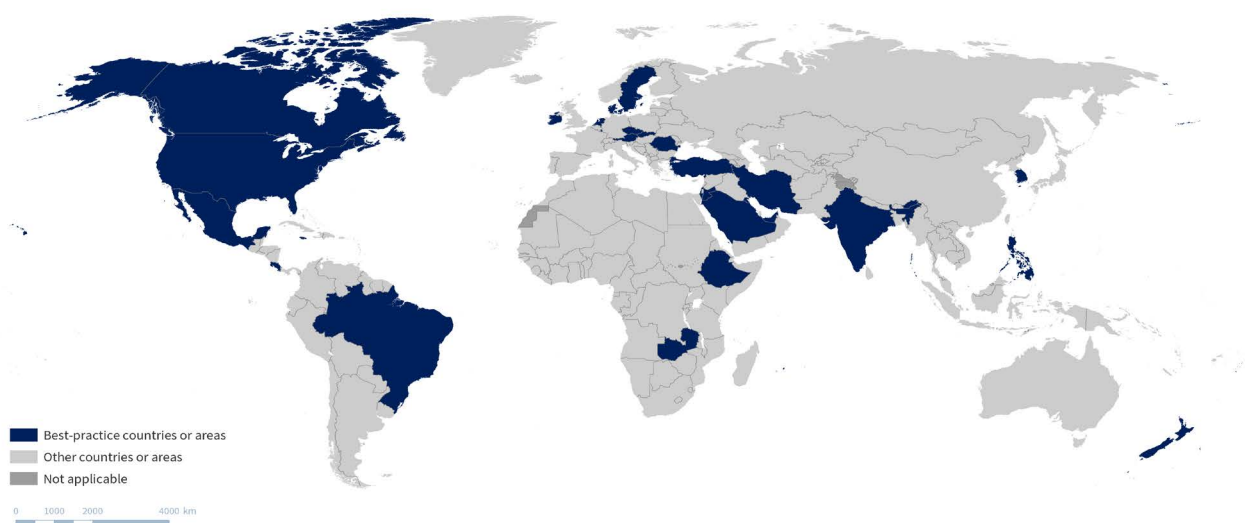 Best-practice countries or areas
Other countries or areas
Not applicable
0 1000 2000 4000 km